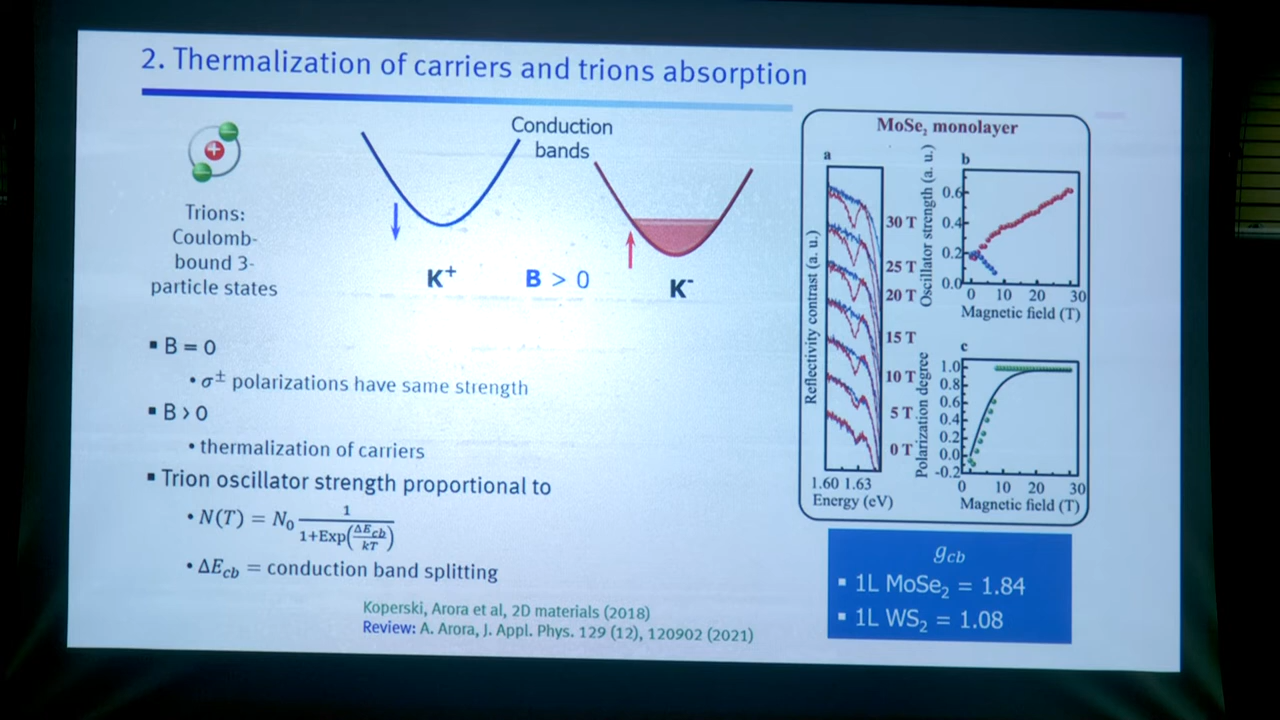 2. Thermalization of carriers and trions absorption
Trions:
Coulomb-
bound 3-
particle states
Conduction
bands
K⁺
B > 0
K⁻
▪ B = 0
• σ± polarizations have same strength
▪ B > 0
• thermalization of carriers
▪ Trion oscillator strength proportional to
• N(T) = N₀ 1 / (1+Exp(ΔE_cb / kT))
• ΔE_cb = conduction band splitting
Koperski, Arora et al, 2D materials (2018)
Review: A. Arora, J. Appl. Phys. 129 (12), 120902 (2021)
MoSe₂ monolayer
a
Reflectivity contrast (a. u.)
30 T
25 T
20 T
15 T
10 T
5 T
0 T
1.60 1.63
Energy (eV)
b
Oscillator strength (a. u.)
0.6
0.4
0.2
0.0
0 10 20 30
Magnetic field (T)
c
Polarization degree
1.0
0.8
0.6
0.4
0.2
0.0
-0.2
0 10 20 30
Magnetic field (T)
g_cb
▪ 1L MoSe₂ = 1.84
▪ 1L WS₂ = 1.08